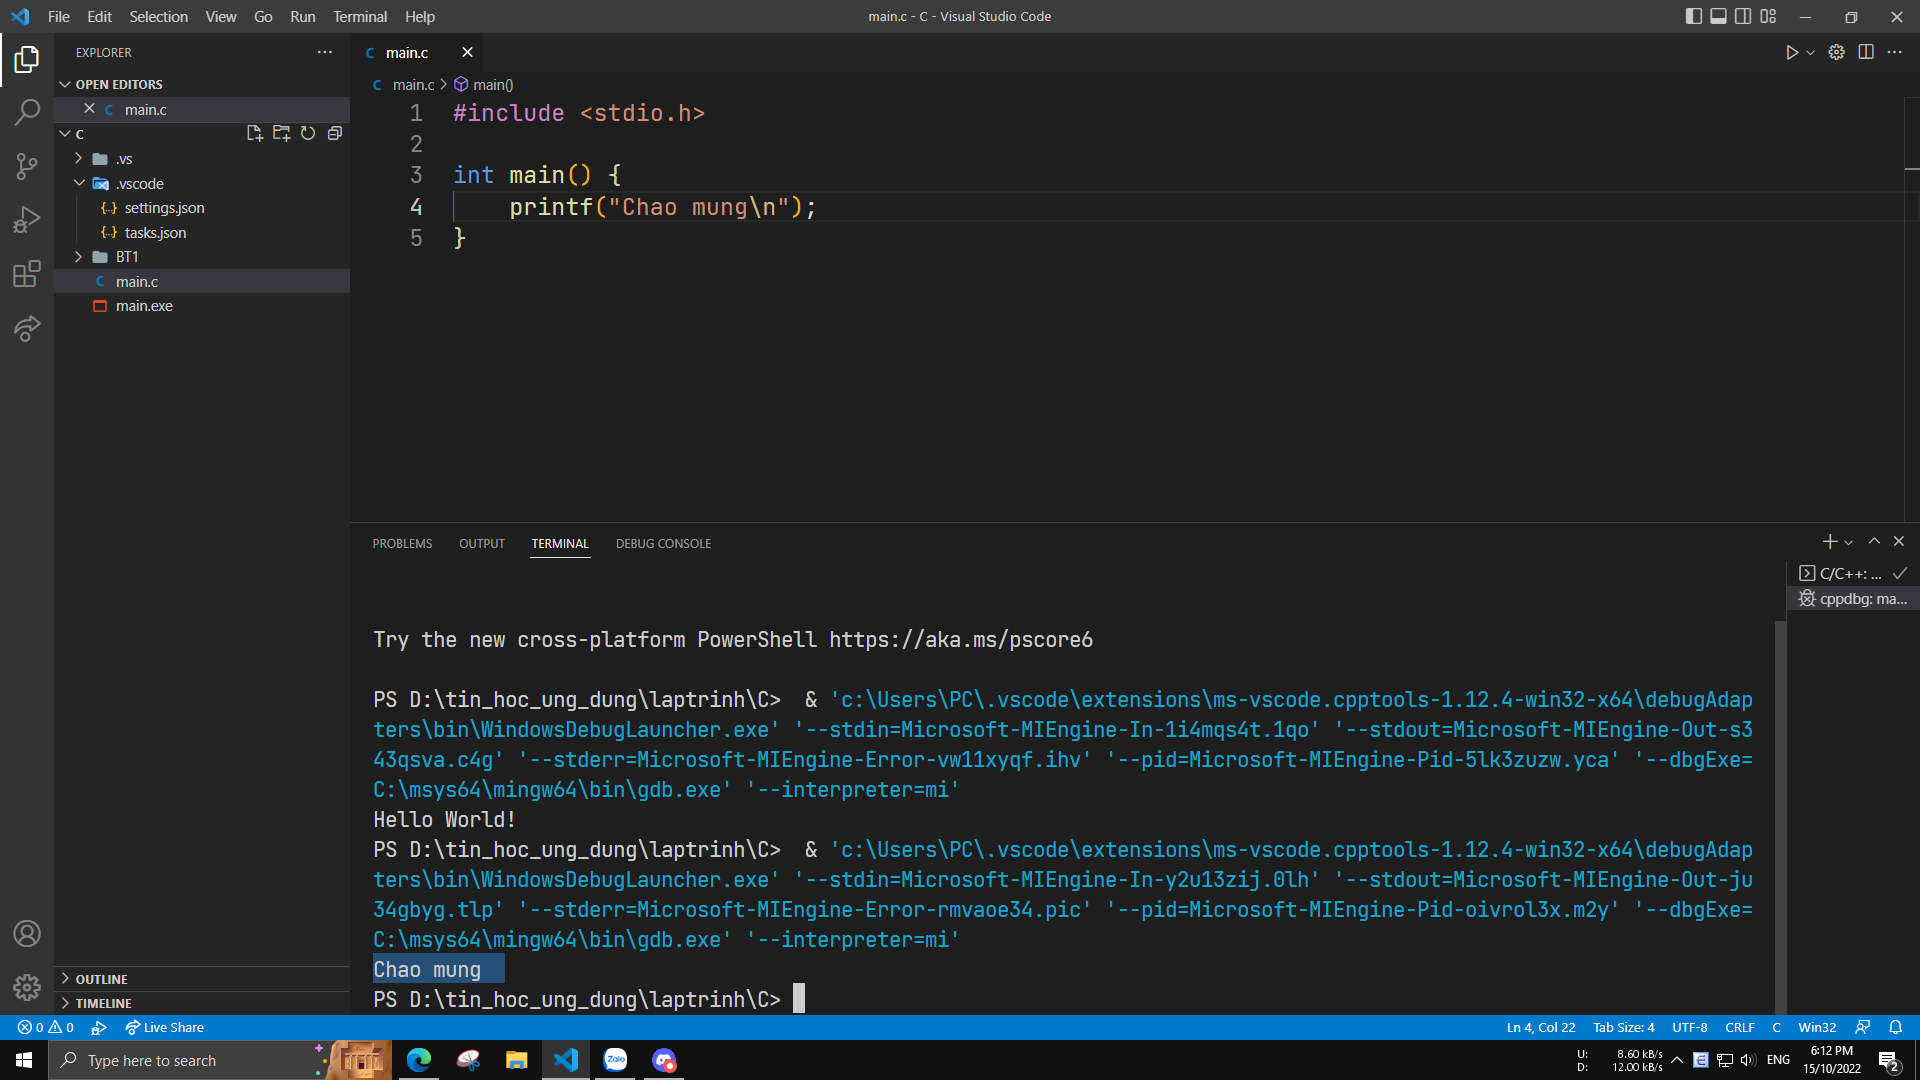 File Edit Selection View Go Run Terminal Help
main.c - C - Visual Studio Code
EXPLORER
OPEN EDITORS
main.c
C
.vs
.vscode
settings.json
tasks.json
BT1
main.c
main.exe
OUTLINE
TIMELINE
main.c
main.c > main()
1 #include <stdio.h>
2
3 int main() {
4     printf("Chao mung\n");
5 }
PROBLEMS OUTPUT TERMINAL DEBUG CONSOLE
C/C++: ...
cppdbg: ma...
Try the new cross-platform PowerShell https://aka.ms/pscore6
PS D:\tin_hoc_ung_dung\laptrinh\C>  & 'c:\Users\PC\.vscode\extensions\ms-vscode.cpptools-1.12.4-win32-x64\debugAdap
ters\bin\WindowsDebugLauncher.exe' '--stdin=Microsoft-MIEngine-In-1i4mqs4t.1qo' '--stdout=Microsoft-MIEngine-Out-s3
43qsva.c4g' '--stderr=Microsoft-MIEngine-Error-vw11xyqf.ihv' '--pid=Microsoft-MIEngine-Pid-5lk3zuzw.yca' '--dbgExe=
C:\msys64\mingw64\bin\gdb.exe' '--interpreter=mi'
Hello World!
PS D:\tin_hoc_ung_dung\laptrinh\C>  & 'c:\Users\PC\.vscode\extensions\ms-vscode.cpptools-1.12.4-win32-x64\debugAdap
ters\bin\WindowsDebugLauncher.exe' '--stdin=Microsoft-MIEngine-In-y2u13zij.0lh' '--stdout=Microsoft-MIEngine-Out-ju
34gbyg.tlp' '--stderr=Microsoft-MIEngine-Error-rmvaoe34.pic' '--pid=Microsoft-MIEngine-Pid-oivrol3x.m2y' '--dbgExe=
C:\msys64\mingw64\bin\gdb.exe' '--interpreter=mi'
Chao mung
PS D:\tin_hoc_ung_dung\laptrinh\C>
0 0 Live Share
Ln 4, Col 22 Tab Size: 4 UTF-8 CRLF C Win32
Type here to search
Zalo
U: 8.60 kB/s
D: 12.00 kB/s
ENG
6:12 PM
15/10/2022
2